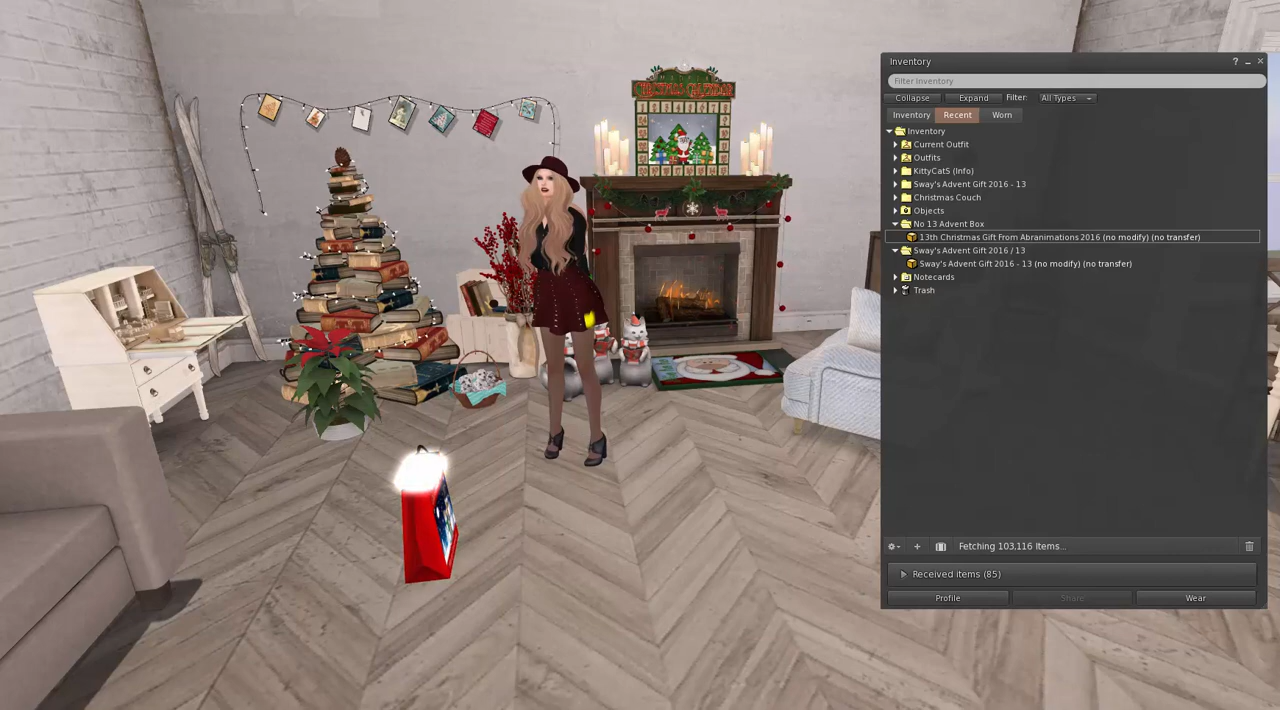 CHRISTMAS CALENDAR
Inventory
Filter Inventory
Collapse Expand Filter: All Types
Inventory Recent Worn
Inventory
Current Outfit
Outfits
KittyCatS (Info)
Sway's Advent Gift 2016 - 13
Christmas Couch
Objects
No 13 Advent Box
13th Christmas Gift From Abranimations 2016 (no modify) (no transfer)
Sway's Advent Gift 2016 / 13
Sway's Advent Gift 2016 - 13 (no modify) (no transfer)
Notecards
Trash
Fetching 103,116 Items...
Received items (85)
Profile Share Wear